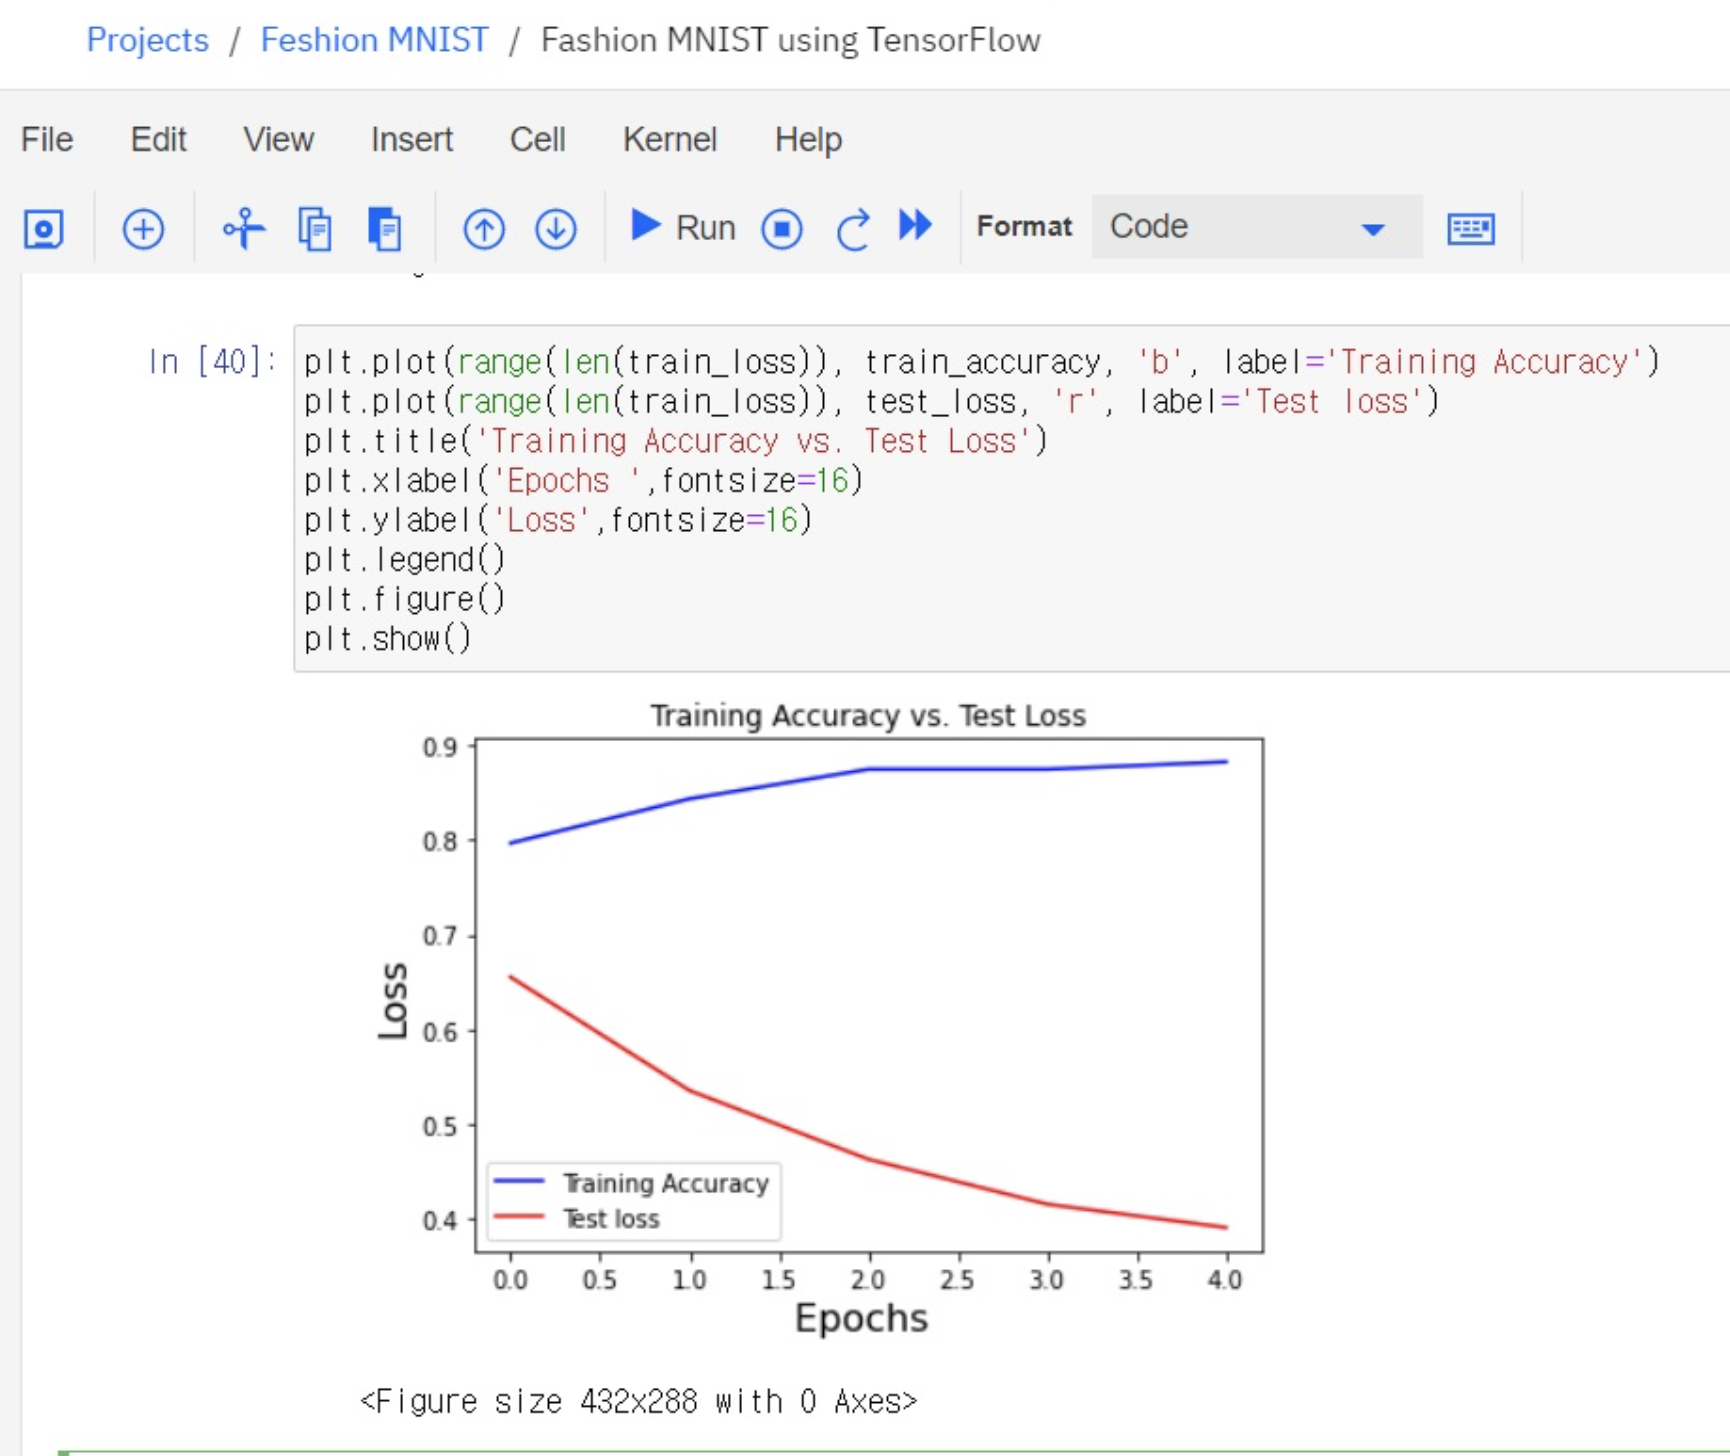 Projects / Feshion MNIST / Fashion MNIST using TensorFlow
File Edit View Insert Cell Kernel Help
Run Format Code
In [40]: plt.plot(range(len(train_loss)), train_accuracy, 'b', label='Training Accuracy')
plt.plot(range(len(train_loss)), test_loss, 'r', label='Test loss')
plt.title('Training Accuracy vs. Test Loss')
plt.xlabel('Epochs ',fontsize=16)
plt.ylabel('Loss',fontsize=16)
plt.legend()
plt.figure()
plt.show()
Training Accuracy vs. Test Loss
0.9
0.8
0.7
0.6
0.5
0.4
Loss
Training Accuracy
Test loss
0.0 0.5 1.0 1.5 2.0 2.5 3.0 3.5 4.0
Epochs
<Figure size 432x288 with 0 Axes>